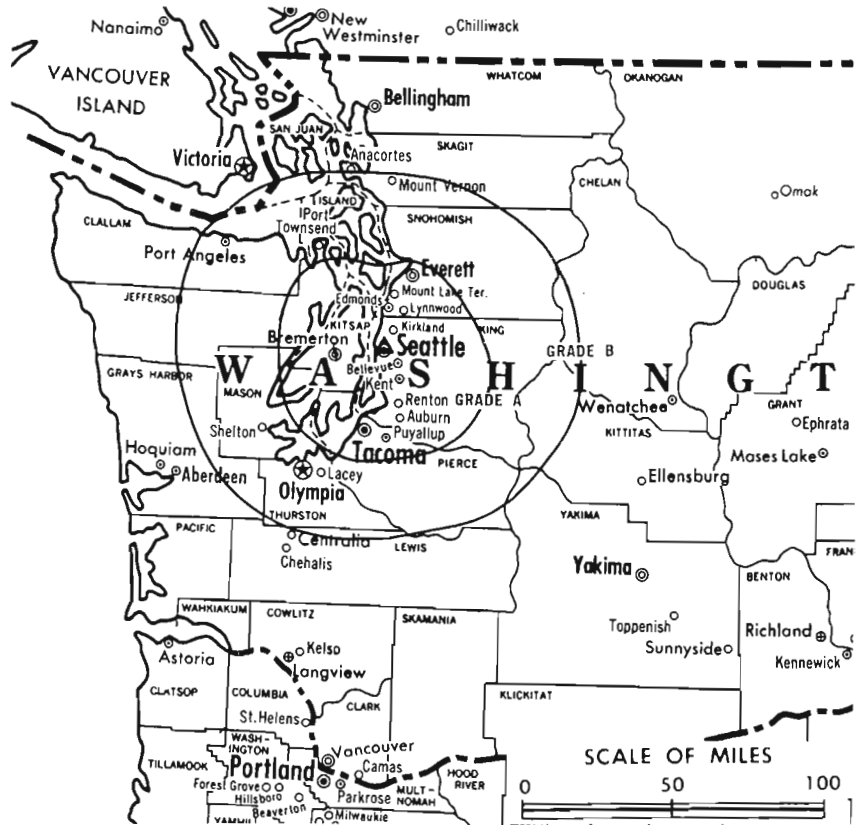 New
Westminster
Nanaimo
Chilliwack
VANCOUVER
ISLAND
WHATCOM
OKANOGAN
Bellingham
SAN JUAN
SKAGIT
Victoria
Anacortes
Mount Vernon
CHELAN
Omak
ISLAND
Port
Townsend
SNOHOMISH
CLALLAM
Port Angeles
Everett
DOUGLAS
JEFFERSON
Mount Lake Ter.
Edmonds
Lynnwood
KITSAP
Kirkland
KING
Bremerton
Seattle
GRADE B
W A S H I N G T
Bellevue
GRAYS HARBOR
Kent
MASON
Renton
GRADE A
Wenatchee
GRANT
Auburn
Ephrata
Shelton
Puyallup
KITTITAS
Hoquiam
Tacoma
PIERCE
Mases Lake
Aberdeen
Lacey
Ellensburg
Olympia
THURSTON
YAKIMA
PACIFIC
Centralia
LEWIS
FRAN
Chehalis
Yakima
BENTON
WAHKIAKUM
COWLITZ
SKAMANIA
Toppenish
Richland
Astoria
Kelso
Sunnyside
Kennewick
Langview
CLATSOP
COLUMBIA
KLICKITAT
CLARK
St. Helens
WASH-
INGTON
Vancouver
SCALE OF MILES
TILLAMOOK
Portland
Camas
HOOD
RIVER
0 50 100
Forest Grove
MULT-
NOMAH
Hillsboro
Parkrose
Beaverton
Milwaukie
YAMHIL